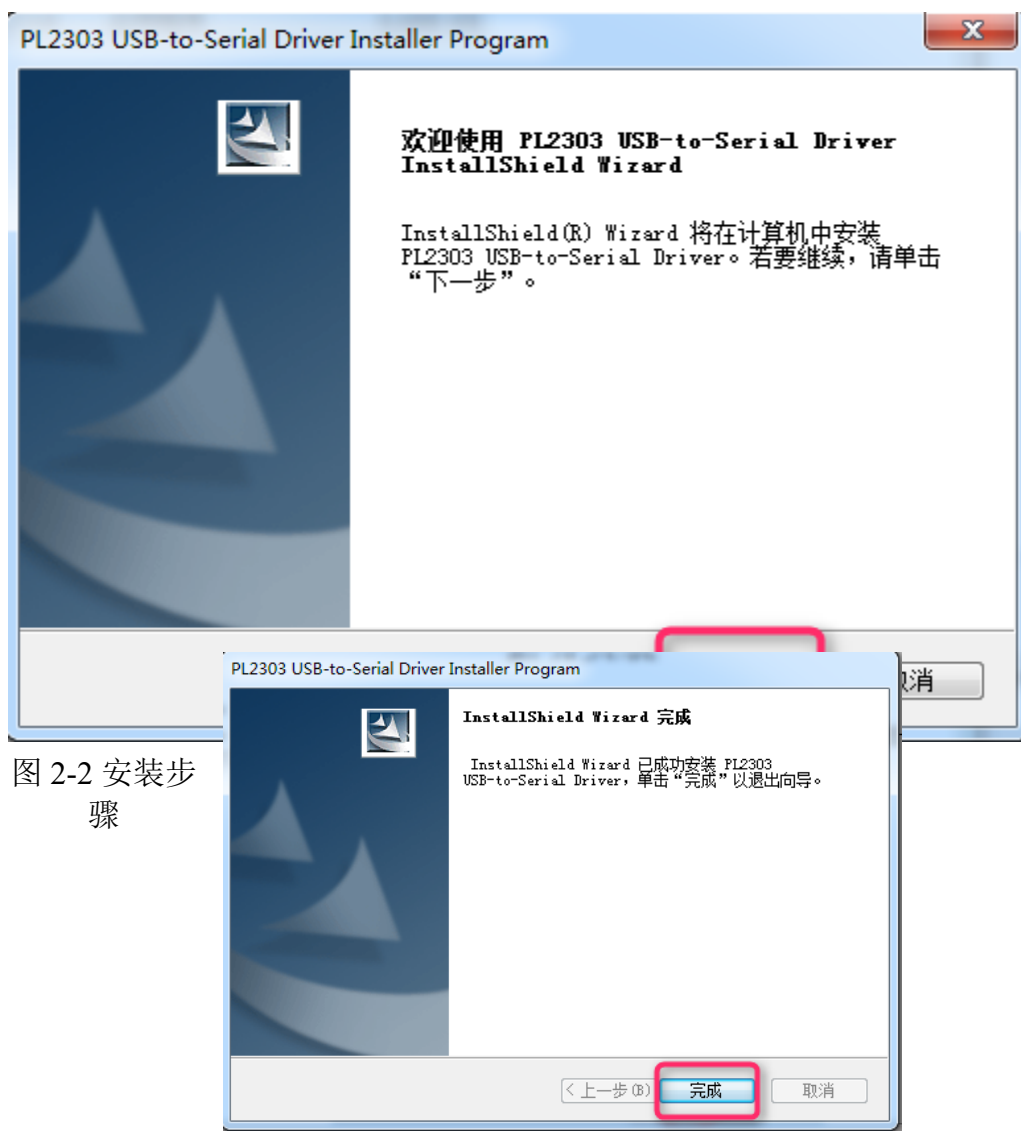 PL2303 USB-to-Serial Driver Installer Program
欢迎使用 PL2303 USB-to-Serial Driver
InstallShield Wizard
InstallShield(R) Wizard 将在计算机中安装
PL2303 USB-to-Serial Driver。若要继续，请单击
“下一步”。
取消
PL2303 USB-to-Serial Driver Installer Program
InstallShield Wizard 完成
InstallShield Wizard 已成功安装 PL2303
USB-to-Serial Driver，单击“完成”以退出向导。
<上一步(B)
完成
取消
图 2-2 安装步
骤